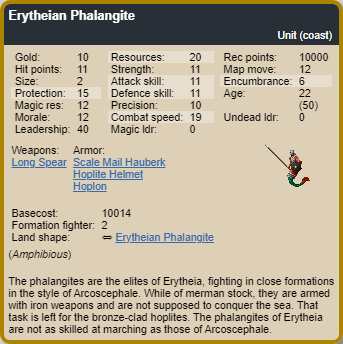 Erytheian Phalangite
Unit (coast)
Gold: 10 Resources: 20 Rec points: 10000
Hit points: 11 Strength: 11 Map move: 12
Size: 2 Attack skill: 11 Encumbrance: 6
Protection: 15 Defence skill: 11 Age: 22
Magic res: 12 Precision: 10 (50)
Morale: 12 Combat speed: 19 Undead ldr: 0
Leadership: 40 Magic ldr: 0
Weapons: Armor:
Long Spear Scale Mail Hauberk
Hoplite Helmet
Hoplon
Basecost: 10014
Formation fighter: 2
Land shape: ⇔ Erytheian Phalangite
(Amphibious)
The phalangites are the elites of Erytheia, fighting in close formations
in the style of Arcoscephale. While of merman stock, they are armed
with iron weapons and are not supposed to conquer the sea. That
task is left for the bronze-clad hoplites. The phalangites of Erytheia
are not as skilled at marching as those of Arcoscephale.